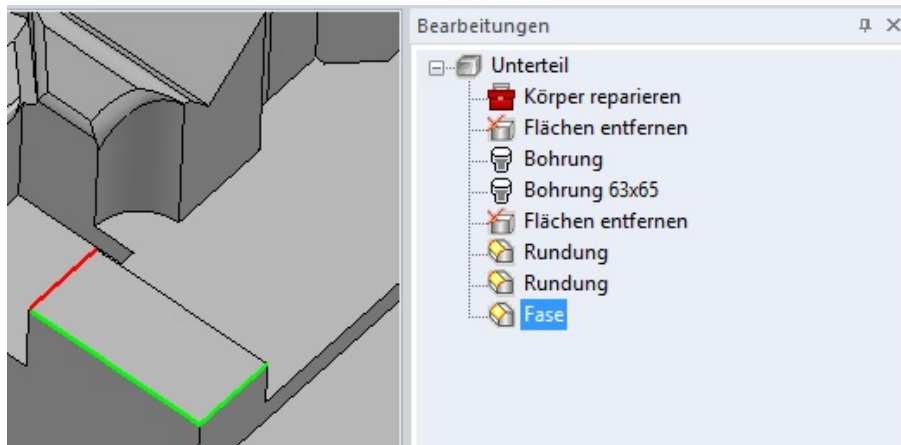 Bearbeitungen
Unterteil
Körper reparieren
Flächen entfernen
Bohrung
Bohrung 63x65
Flächen entfernen
Rundung
Rundung
Fase